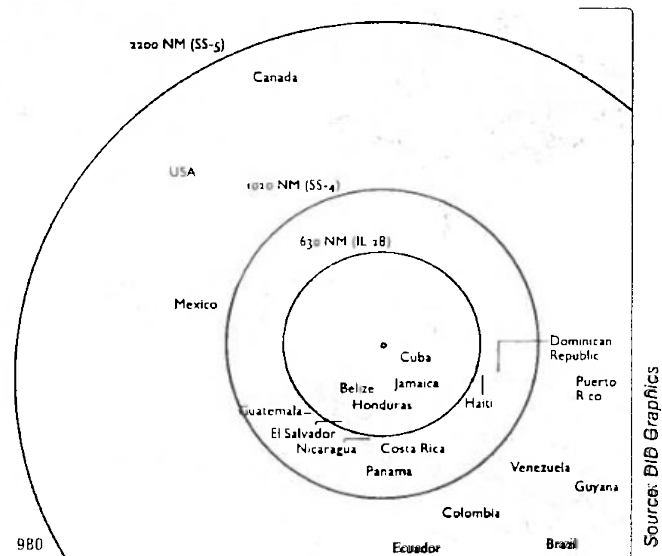 2200 NM (SS-5)
Canada
USA
1020 NM (SS-4)
630 NM (IL 28)
Mexico
Dominican
Republic
Cuba
Belize
Jamaica
Puerto
Rico
Honduras
Haiti
Guatemala
El Salvador
Nicaragua
Costa Rica
Panama
Venezuela
Guyana
Colombia
Ecuador
Brazil
980
Source: DID Graphics